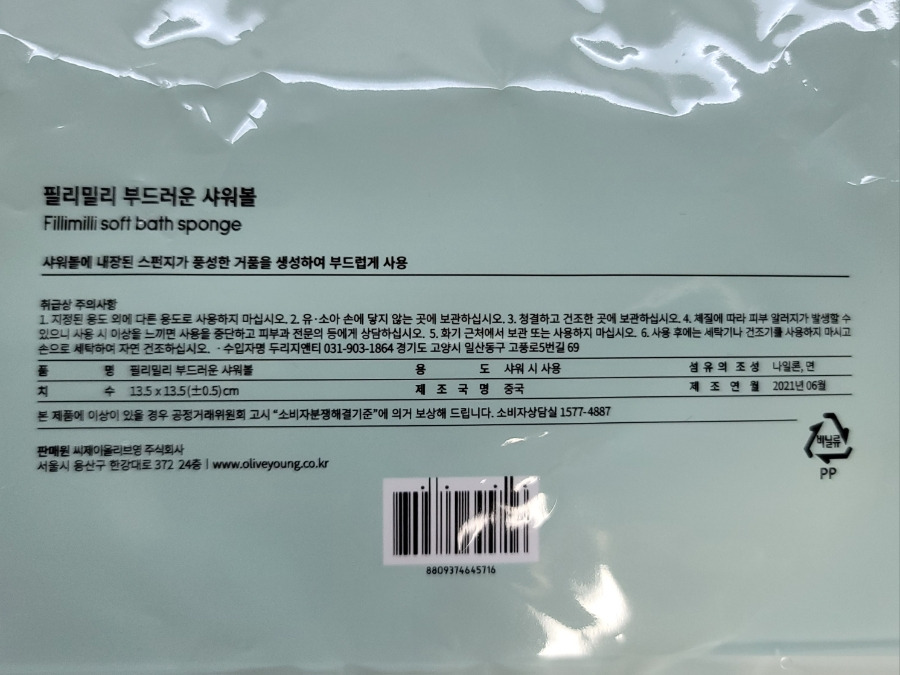 필리밀리 부드러운 샤워볼
Fillimilli soft bath sponge
샤워볼에 내장된 스펀지가 풍성한 거품을 생성하여 부드럽게 사용
취급상 주의사항
1. 지정된 용도 외에 다른 용도로 사용하지 마십시오. 2. 유·소아 손에 닿지 않는 곳에 보관하십시오. 3. 청결하고 건조한 곳에 보관하십시오. 4. 체질에 따라 피부 알러지가 발생할 수
있으니 사용 시 이상을 느끼면 사용을 중단하고 피부과 전문의 등에게 상담하십시오. 5. 화기 근처에서 보관 또는 사용하지 마십시오. 6. 사용 후에는 세탁기나 건조기를 사용하지 마시고
손으로 세탁하여 자연 건조하십시오. ·수입자명 두리지앤티 031-903-1864 경기도 고양시 일산동구 고풍로5번길 69
품 명 필리밀리 부드러운 샤워볼 용 도 샤워 시 사용 섬유의 조성 나일론, 면
치 수 13.5 x 13.5(±0.5)cm 제조국명 중국 제조연월 2021년 06월
본 제품에 이상이 있을 경우 공정거래위원회 고시 “소비자분쟁해결기준”에 의거 보상해 드립니다. 소비자상담실 1577-4887
판매원 씨제이올리브영 주식회사
서울시 용산구 한강대로 372 24층 | www.oliveyoung.co.kr
비닐류
PP
8809374645716